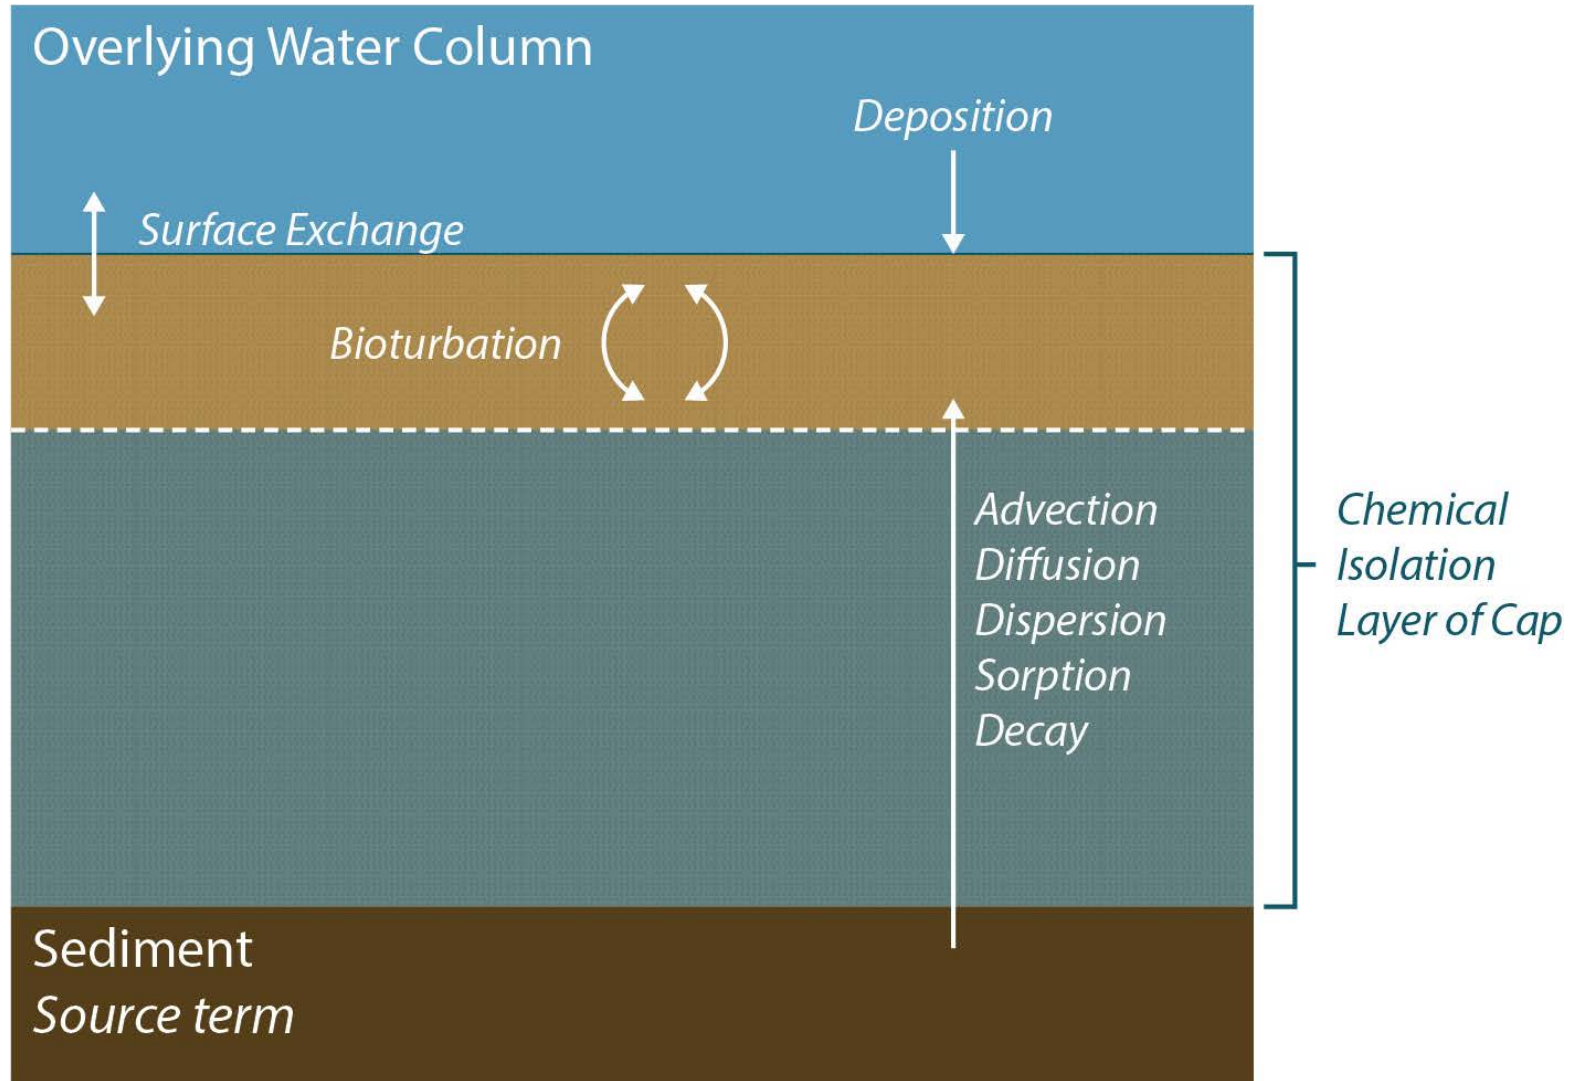 Overlying Water Column
Deposition
Surface Exchange
Bioturbation
Advection
Diffusion
Dispersion
Sorption
Decay
Chemical
Isolation
Layer of Cap
Sediment
Source term